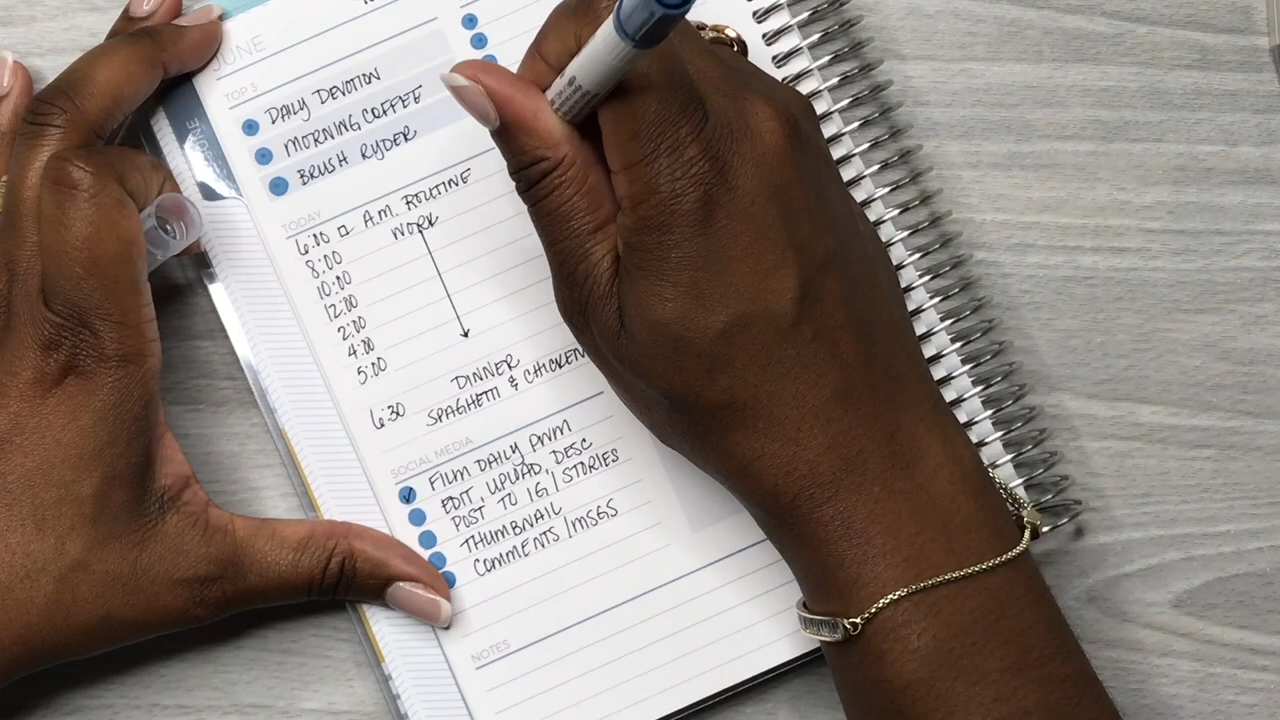 JUNE
JUNE
TOP 3
DAILY DEVOTION
MORNING COFFEE
BRUSH RYDER
TODAY
6:00 A.M. ROUTINE
8:00 WORK
10:00
12:00
2:00
4:00
5:00
DINNER
6:30 SPAGHETTI & CHICKEN
SOCIAL MEDIA
FILM DAILY PWM
EDIT, UPLOAD, DESC
POST TO IG/STORIES
THUMBNAIL
COMMENTS/MSGS
NOTES